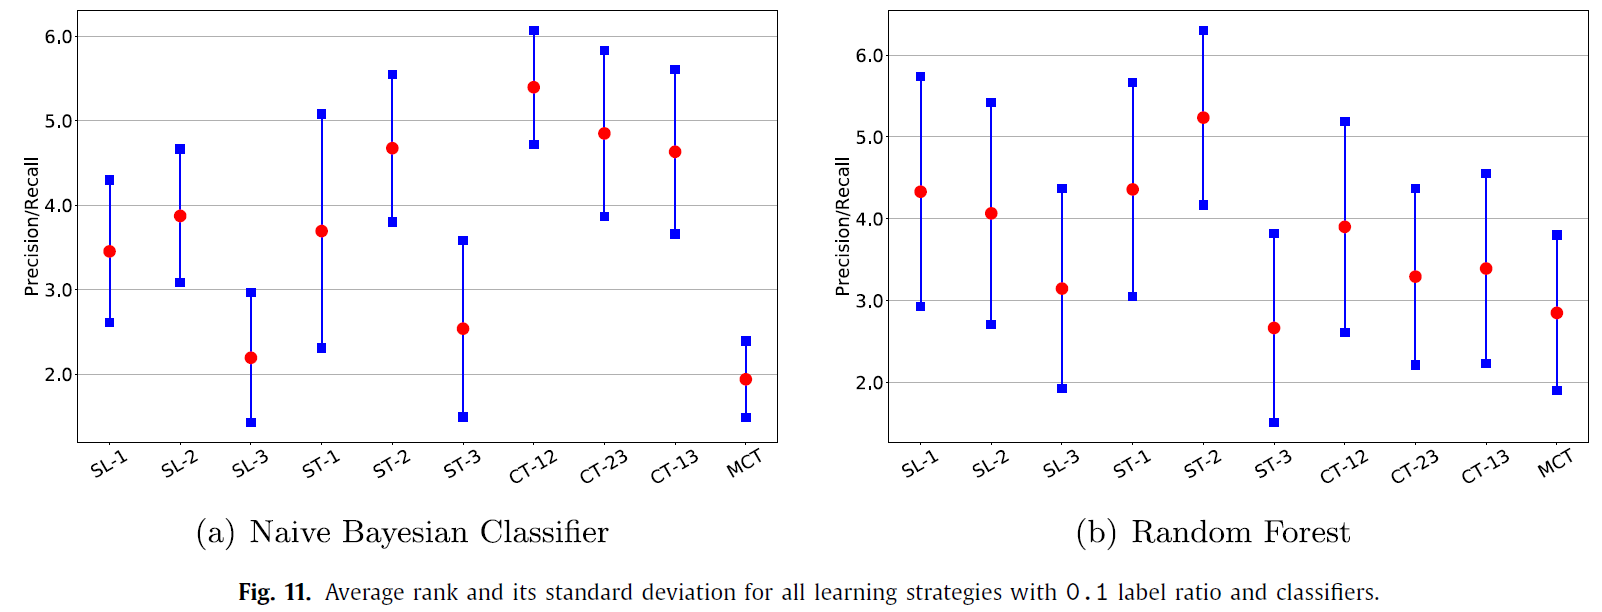 Precision/Recall
6.0
5.0
4.0
3.0
2.0
SL-1 SL-2 SL-3 ST-1 ST-2 ST-3 CT-12 CT-23 CT-13 MCT
(a) Naive Bayesian Classifier
Precision/Recall
6.0
5.0
4.0
3.0
2.0
SL-1 SL-2 SL-3 ST-1 ST-2 ST-3 CT-12 CT-23 CT-13 MCT
(b) Random Forest
Fig. 11. Average rank and its standard deviation for all learning strategies with 0.1 label ratio and classifiers.